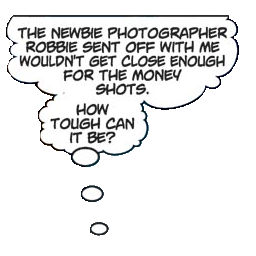 THE NEWBIE PHOTOGRAPHER
ROBBIE SENT OFF WITH ME
WOULDN'T GET CLOSE ENOUGH
FOR THE MONEY
SHOTS.
HOW
TOUGH CAN
IT BE?